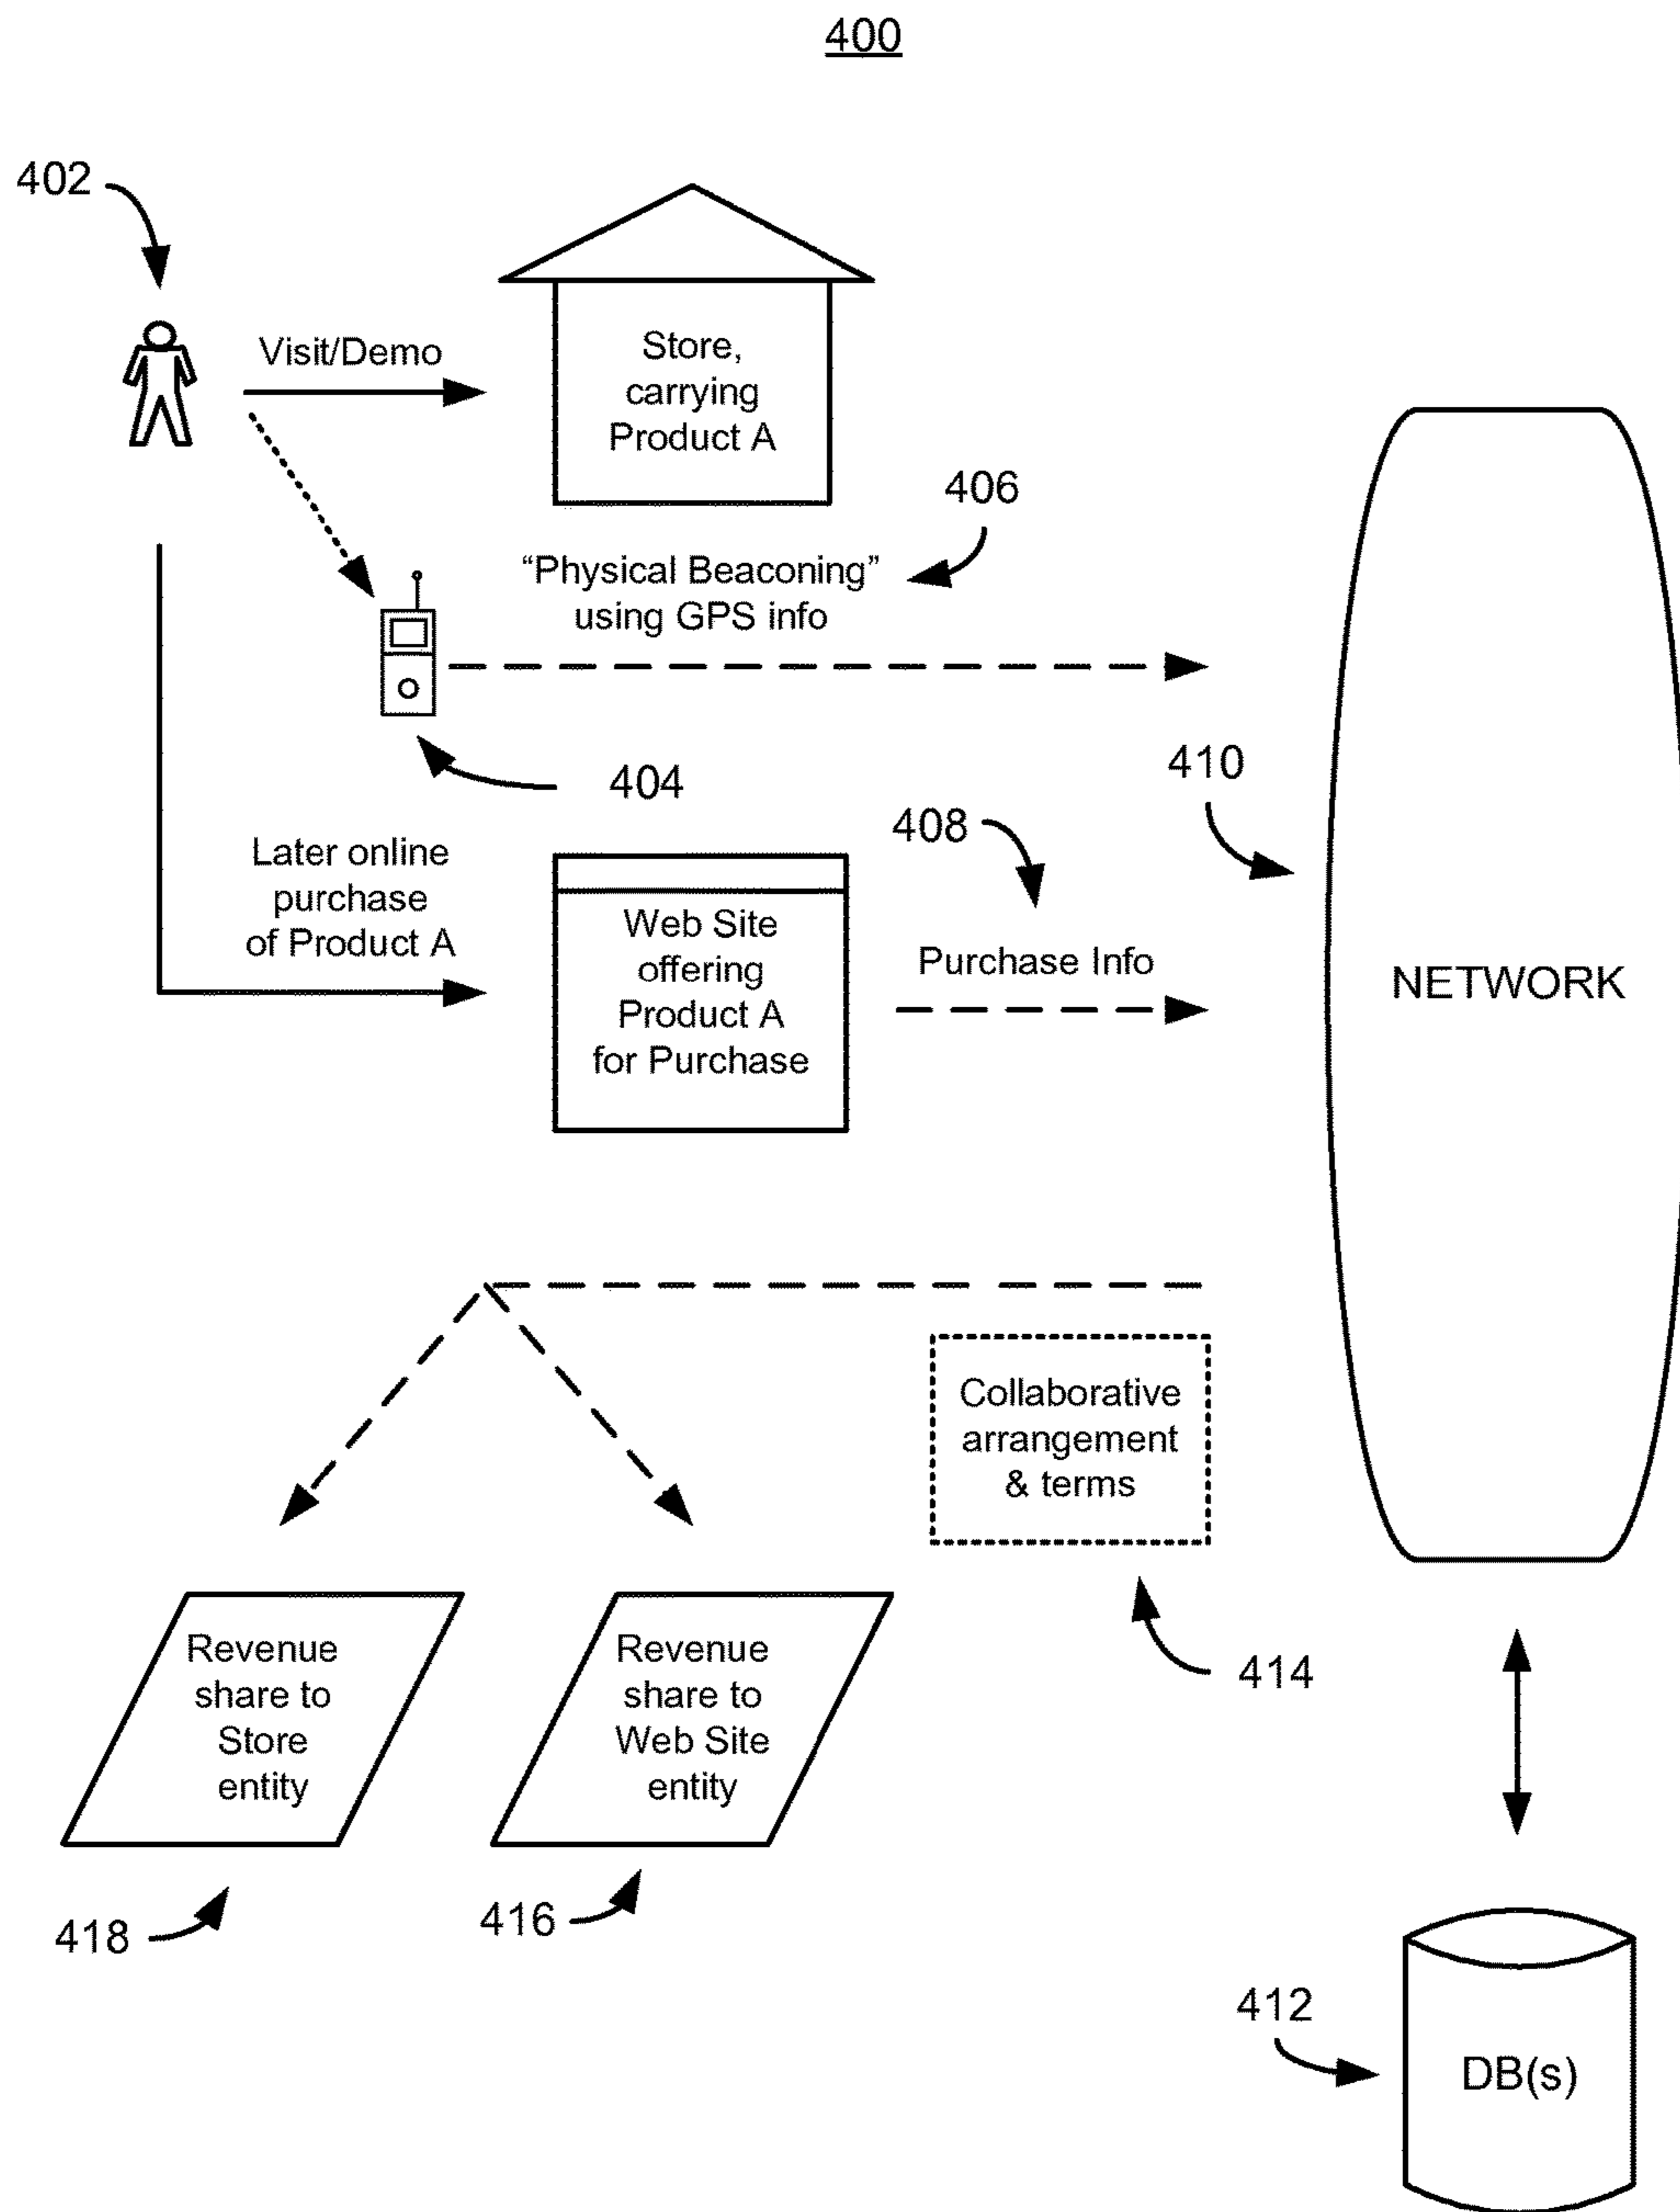 400
402
Visit/Demo
Store,
carrying
Product A
406
“Physical Beaconing”
using GPS info
404
410
408
Later online
purchase
of Product A
Web Site
offering
Product A
for Purchase
Purchase Info
NETWORK
Collaborative
arrangement
& terms
414
Revenue
share to
Store
entity
Revenue
share to
Web Site
entity
418
416
412
DB(s)